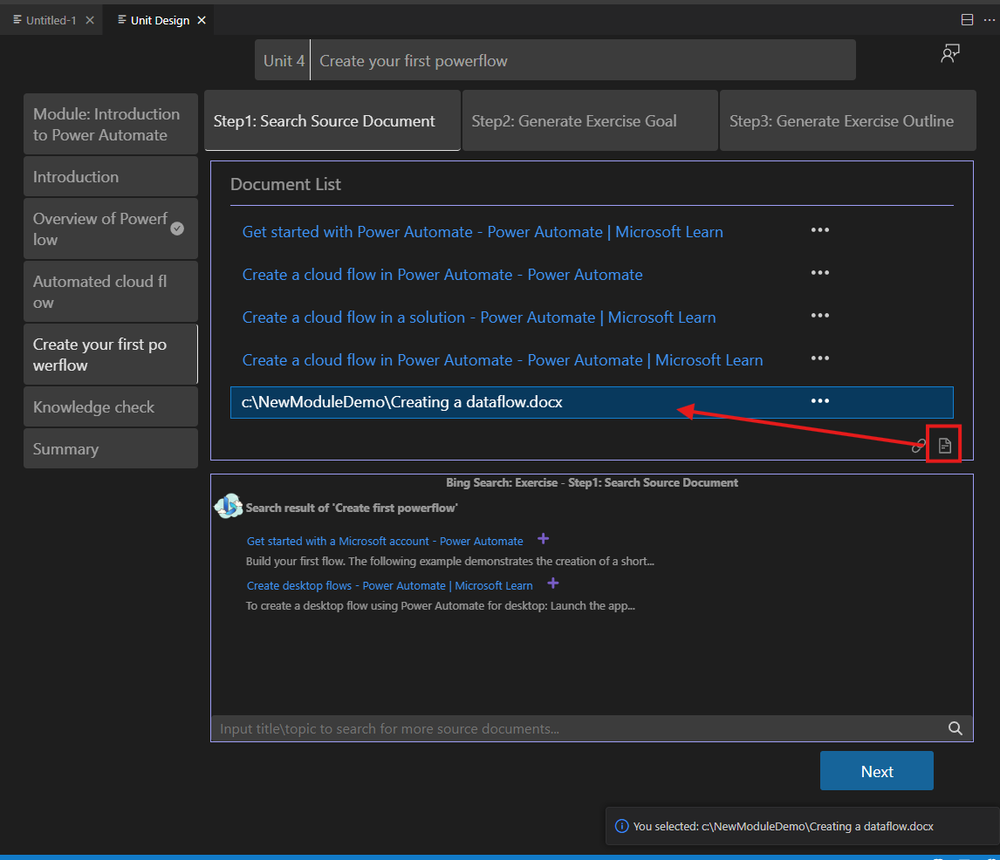 Untitled-1
Unit Design
Unit 4
Create your first powerflow
Module: Introduction
to Power Automate
Introduction
Overview of Powerf
low
Automated cloud fl
ow
Create your first po
werflow
Knowledge check
Summary
Step1: Search Source Document
Step2: Generate Exercise Goal
Step3: Generate Exercise Outline
Document List
Get started with Power Automate - Power Automate | Microsoft Learn
Create a cloud flow in Power Automate - Power Automate
Create a cloud flow in a solution - Power Automate | Microsoft Learn
Create a cloud flow in Power Automate - Power Automate | Microsoft Learn
c:\NewModuleDemo\Creating a dataflow.docx
Bing Search: Exercise - Step1: Search Source Document
Search result of 'Create first powerflow'
Get started with a Microsoft account - Power Automate
Build your first flow. The following example demonstrates the creation of a short...
Create desktop flows - Power Automate | Microsoft Learn
To create a desktop flow using Power Automate for desktop: Launch the app...
Input title\topic to search for more source documents...
Next
You selected: c:\NewModuleDemo\Creating a dataflow.docx